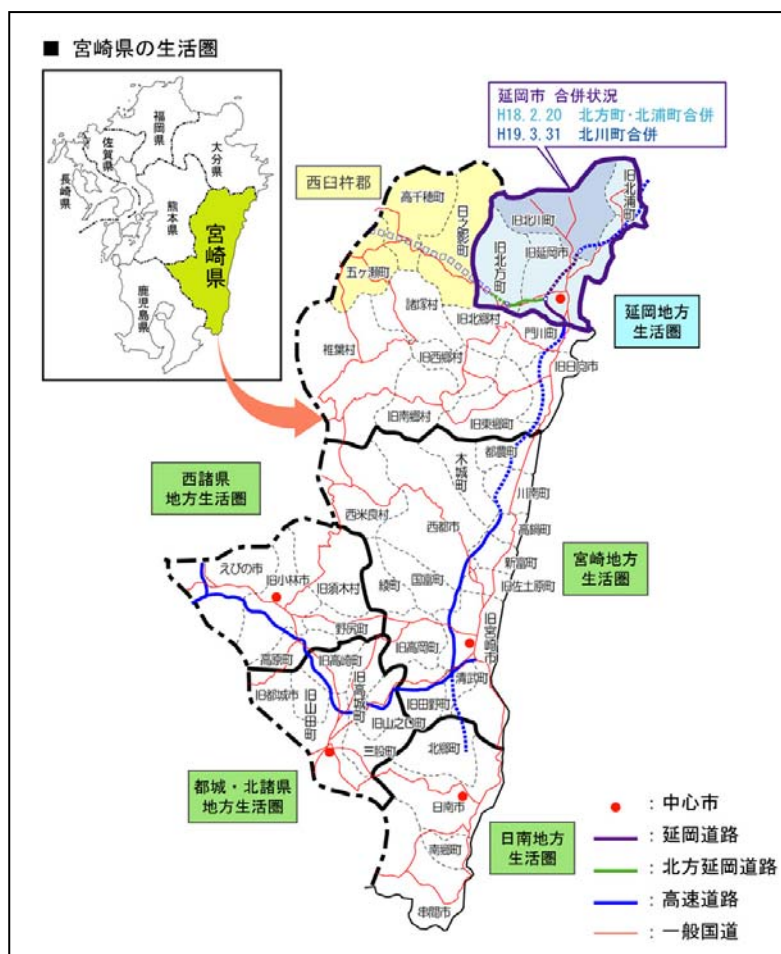 ■ 宮崎県の生活圏
福岡県
佐賀県
大分県
長崎県
熊本県
宮崎県
鹿児島県
延岡市 合併状況
H18.2.20 北方町・北浦町合併
H19.3.31 北川町合併
西臼杵郡
高千穂町
日之影町
五ヶ瀬町
旧北川町
旧北浦町
旧延岡市
旧北方町
延岡地方
生活圏
諸塚村
旧北郷村
門川町
椎葉村
旧西郷村
旧日向市
旧南郷村
旧東郷町
西諸県
地方生活圏
木城町
都農町
川南町
西米良村
西都市
高鍋町
新富町
宮崎地方
生活圏
えびの市
旧小林市
旧須木村
綾町
国富町
旧佐土原町
野尻町
旧高岡町
旧宮崎市
高原町
旧高崎町
清武町
旧都城市
旧山田町
旧高城町
旧田野町
旧山之口町
三股町
北郷町
都城・北諸県
地方生活圏
日南市
日南地方
生活圏
南郷町
串間市
:中心市
:延岡道路
:北方延岡道路
:高速道路
:一般国道